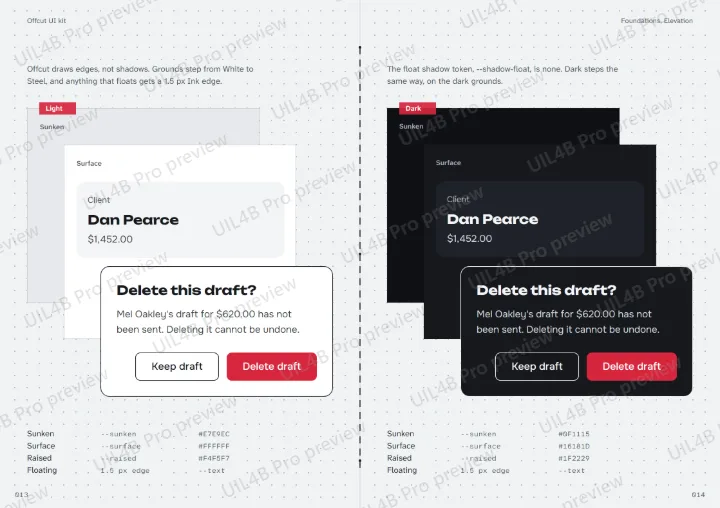 Offcut UI kit
Offcut draws edges, not shadows. Grounds step from White to
Steel, and anything that floats gets a 1.5 px Ink edge.
Light
Sunken
Surface
Client
Dan Pearce
$1,452.00
Delete this draft?
Mel Oakley's draft for $620.00 has not
been sent. Deleting it cannot be undone.
Keep draft
Delete draft
Sunken --sunken #E7E9EC
Surface --surface #FFFFFF
Raised --raised #F4F5F7
Floating 1.5 px edge --text
013
Foundations. Elevation
The float shadow token, --shadow-float, is none. Dark steps the
same way, on the dark grounds.
Dark
Sunken
Surface
Client
Dan Pearce
$1,452.00
Delete this draft?
Mel Oakley's draft for $620.00 has not
been sent. Deleting it cannot be undone.
Keep draft
Delete draft
Sunken --sunken #0F1115
Surface --surface #16181D
Raised --raised #1F2229
Floating 1.5 px edge --text
014
UIL4B Pro preview